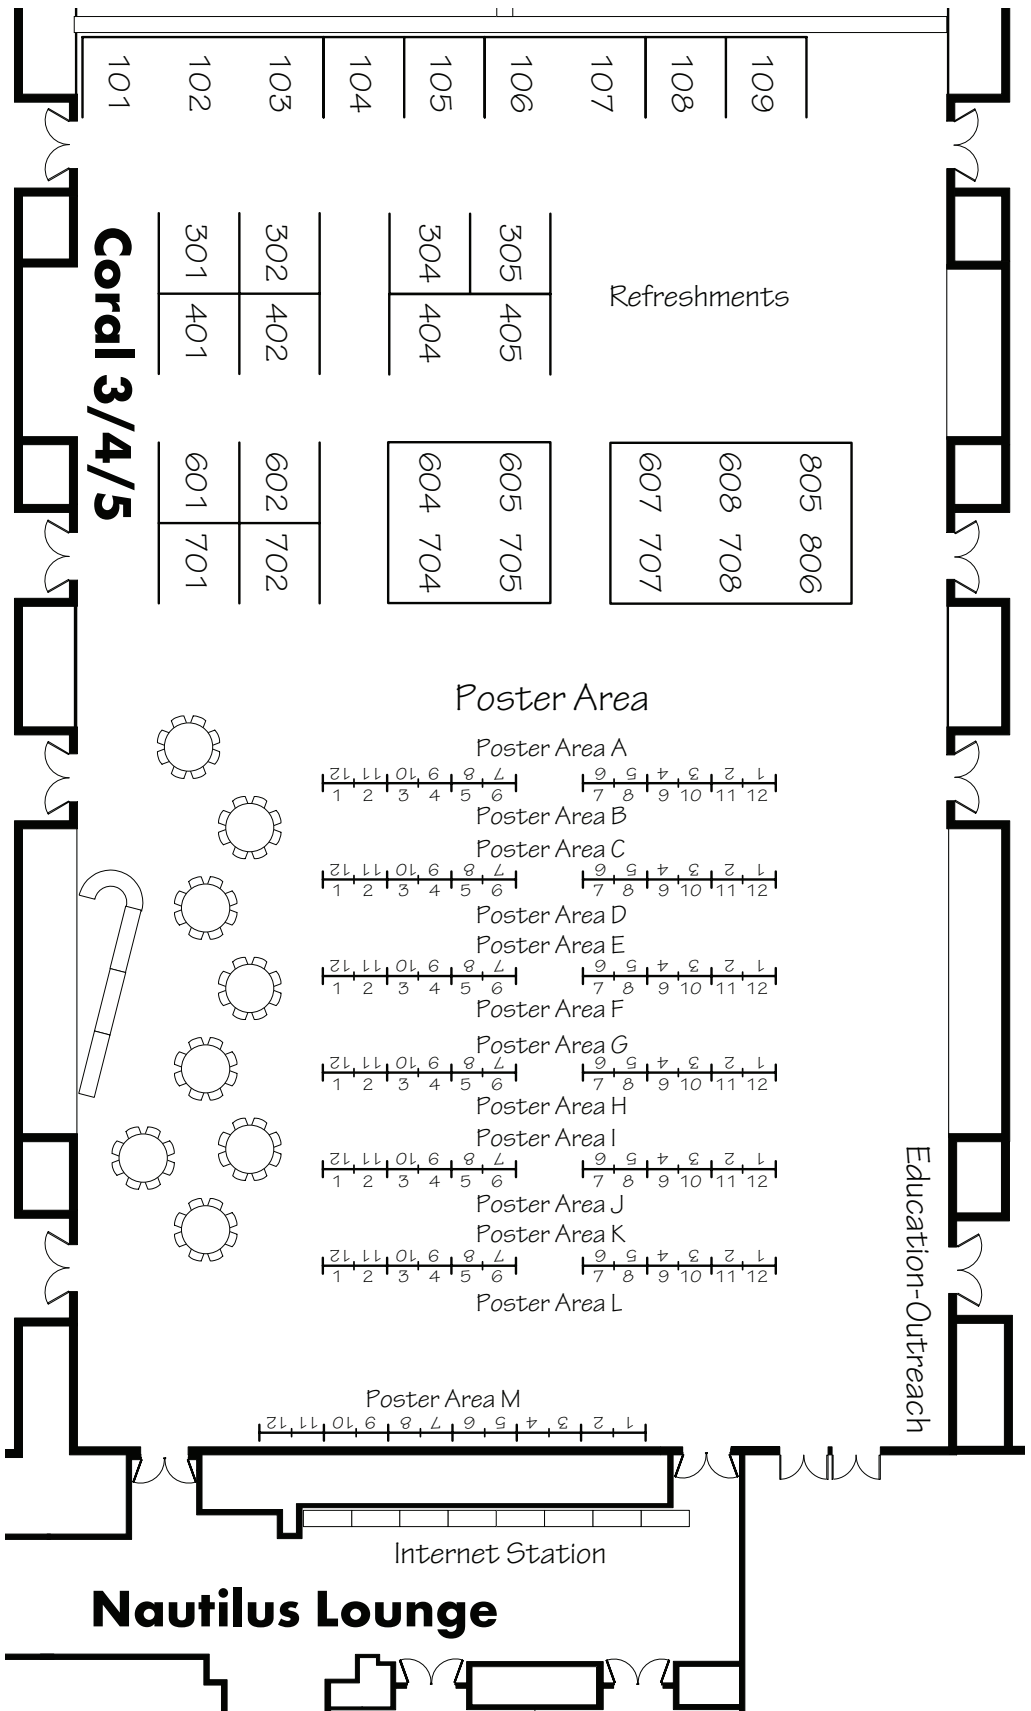 101 102 103 104 105 106 107 108 109
Coral 3/4/5
301 302 304 305
Refreshments
401 402 404 405
601 602 604 605 607 608 805
701 702 704 705 707 708 806
Poster Area
Poster Area A
12 11 10 9 8 7 6 5 4 3 2 1
1 2 3 4 5 6 7 8 9 10 11 12
Poster Area B
Poster Area C
12 11 10 9 8 7 6 5 4 3 2 1
1 2 3 4 5 6 7 8 9 10 11 12
Poster Area D
Poster Area E
12 11 10 9 8 7 6 5 4 3 2 1
1 2 3 4 5 6 7 8 9 10 11 12
Poster Area F
Poster Area G
12 11 10 9 8 7 6 5 4 3 2 1
1 2 3 4 5 6 7 8 9 10 11 12
Poster Area H
Poster Area I
12 11 10 9 8 7 6 5 4 3 2 1
1 2 3 4 5 6 7 8 9 10 11 12
Poster Area J
Poster Area K
12 11 10 9 8 7 6 5 4 3 2 1
1 2 3 4 5 6 7 8 9 10 11 12
Poster Area L
Education-Outreach
Poster Area M
12 11 10 9 8 7 6 5 4 3 2 1
Internet Station
Nautilus Lounge